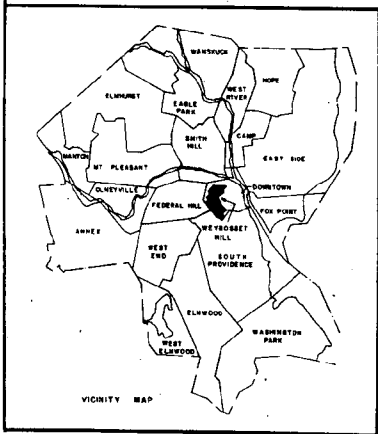 WANSKUCK
HOPE
WEST
RIVER
ELMHURST
EAGLE
PARK
CAMP
SMITH
HILL
EAST SIDE
MANTON
MT PLEASANT
OLNEYVILLE
DOWNTOWN
FEDERAL HILL
FOX POINT
ANNEX
WEYBOSSET
HILL
WEST
END
SOUTH
PROVIDENCE
ELMWOOD
WASHINGTON
PARK
WEST
ELMWOOD
VICINITY MAP